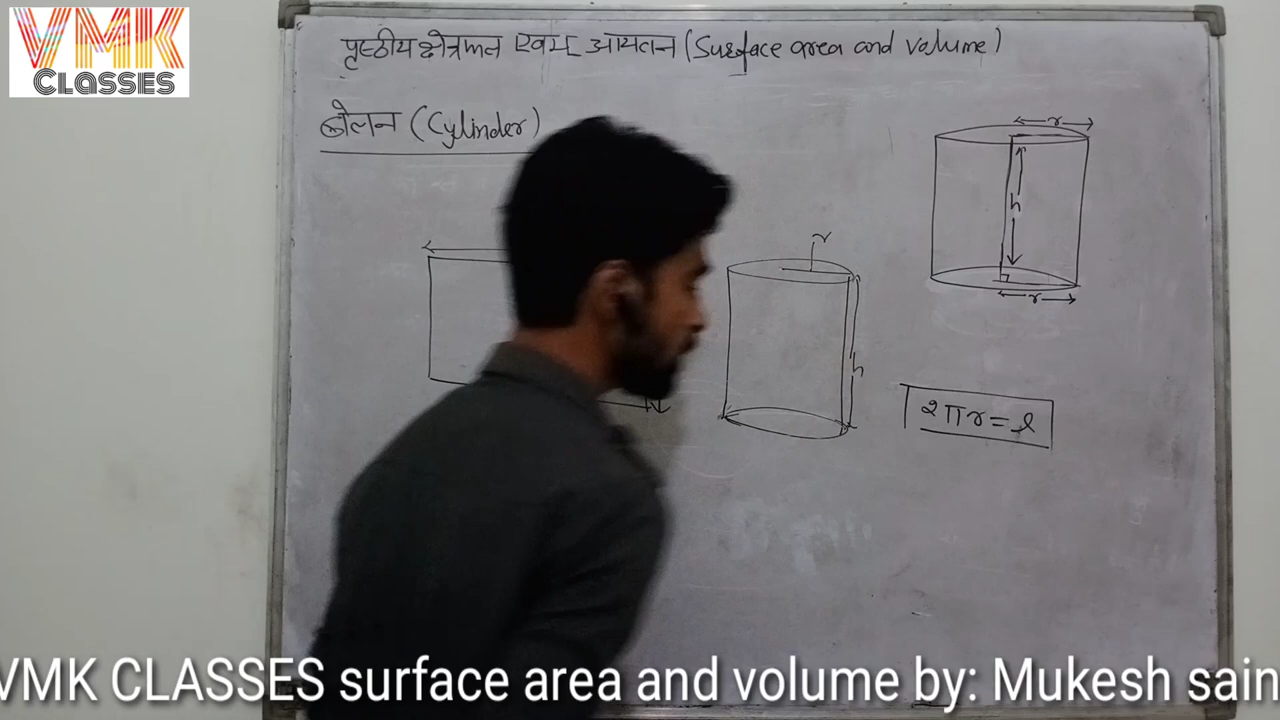 VMK
CLASSES
पृष्ठीय क्षेत्रफल एवम् आयतन (Surface area and volume)
बेलन (Cylinder)
r
h
r
r
h
2πr = l
VMK CLASSES surface area and volume by: Mukesh sain